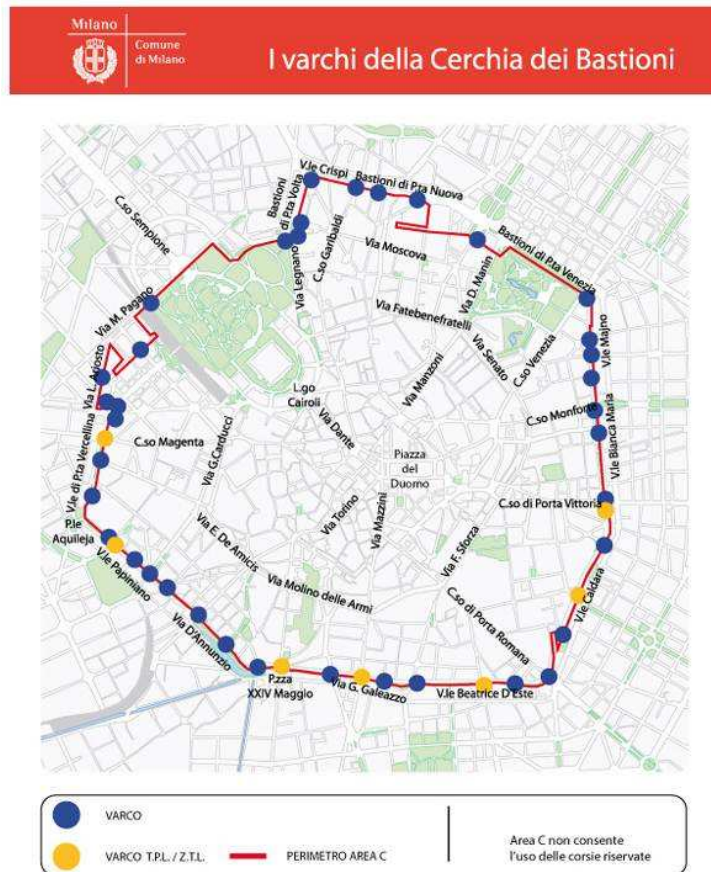 Milano
Comune
di Milano
I varchi della Cerchia dei Bastioni
V.le Crispi
Bastioni di P.ta Nuova
Bastioni
di P.ta Volta
C.so Sempione
C.so Garibaldi
Via Legnano
Via Moscova
Bastioni di P.ta Venezia
Via D. Manin
Via M. Pagano
Via Fatebenefratelli
Via Senato
C.so Venezia
V.le Majno
Via L. Ariosto
Via Manzoni
L.go
Cairoli
Via Dante
C.so Monforte
V.le Bianca Maria
V.le di P.ta Vercellina
C.so Magenta
Via G.Carducci
Piazza
del
Duomo
C.so di Porta Vittoria
P.le
Aquileja
Via Torino
Via Mazzini
Via E. De Amicis
Via F. Sforza
V.le Papiniano
Via Molino delle Armi
V.le Caldara
C.so di Porta Romana
Via D'Annunzio
P.zza
XXIV Maggio
Via G. Galeazzo
V.le Beatrice D'Este
VARCO
VARCO T.P.L. / Z.T.L.
PERIMETRO AREA C
Area C non consente
l'uso delle corsie riservate